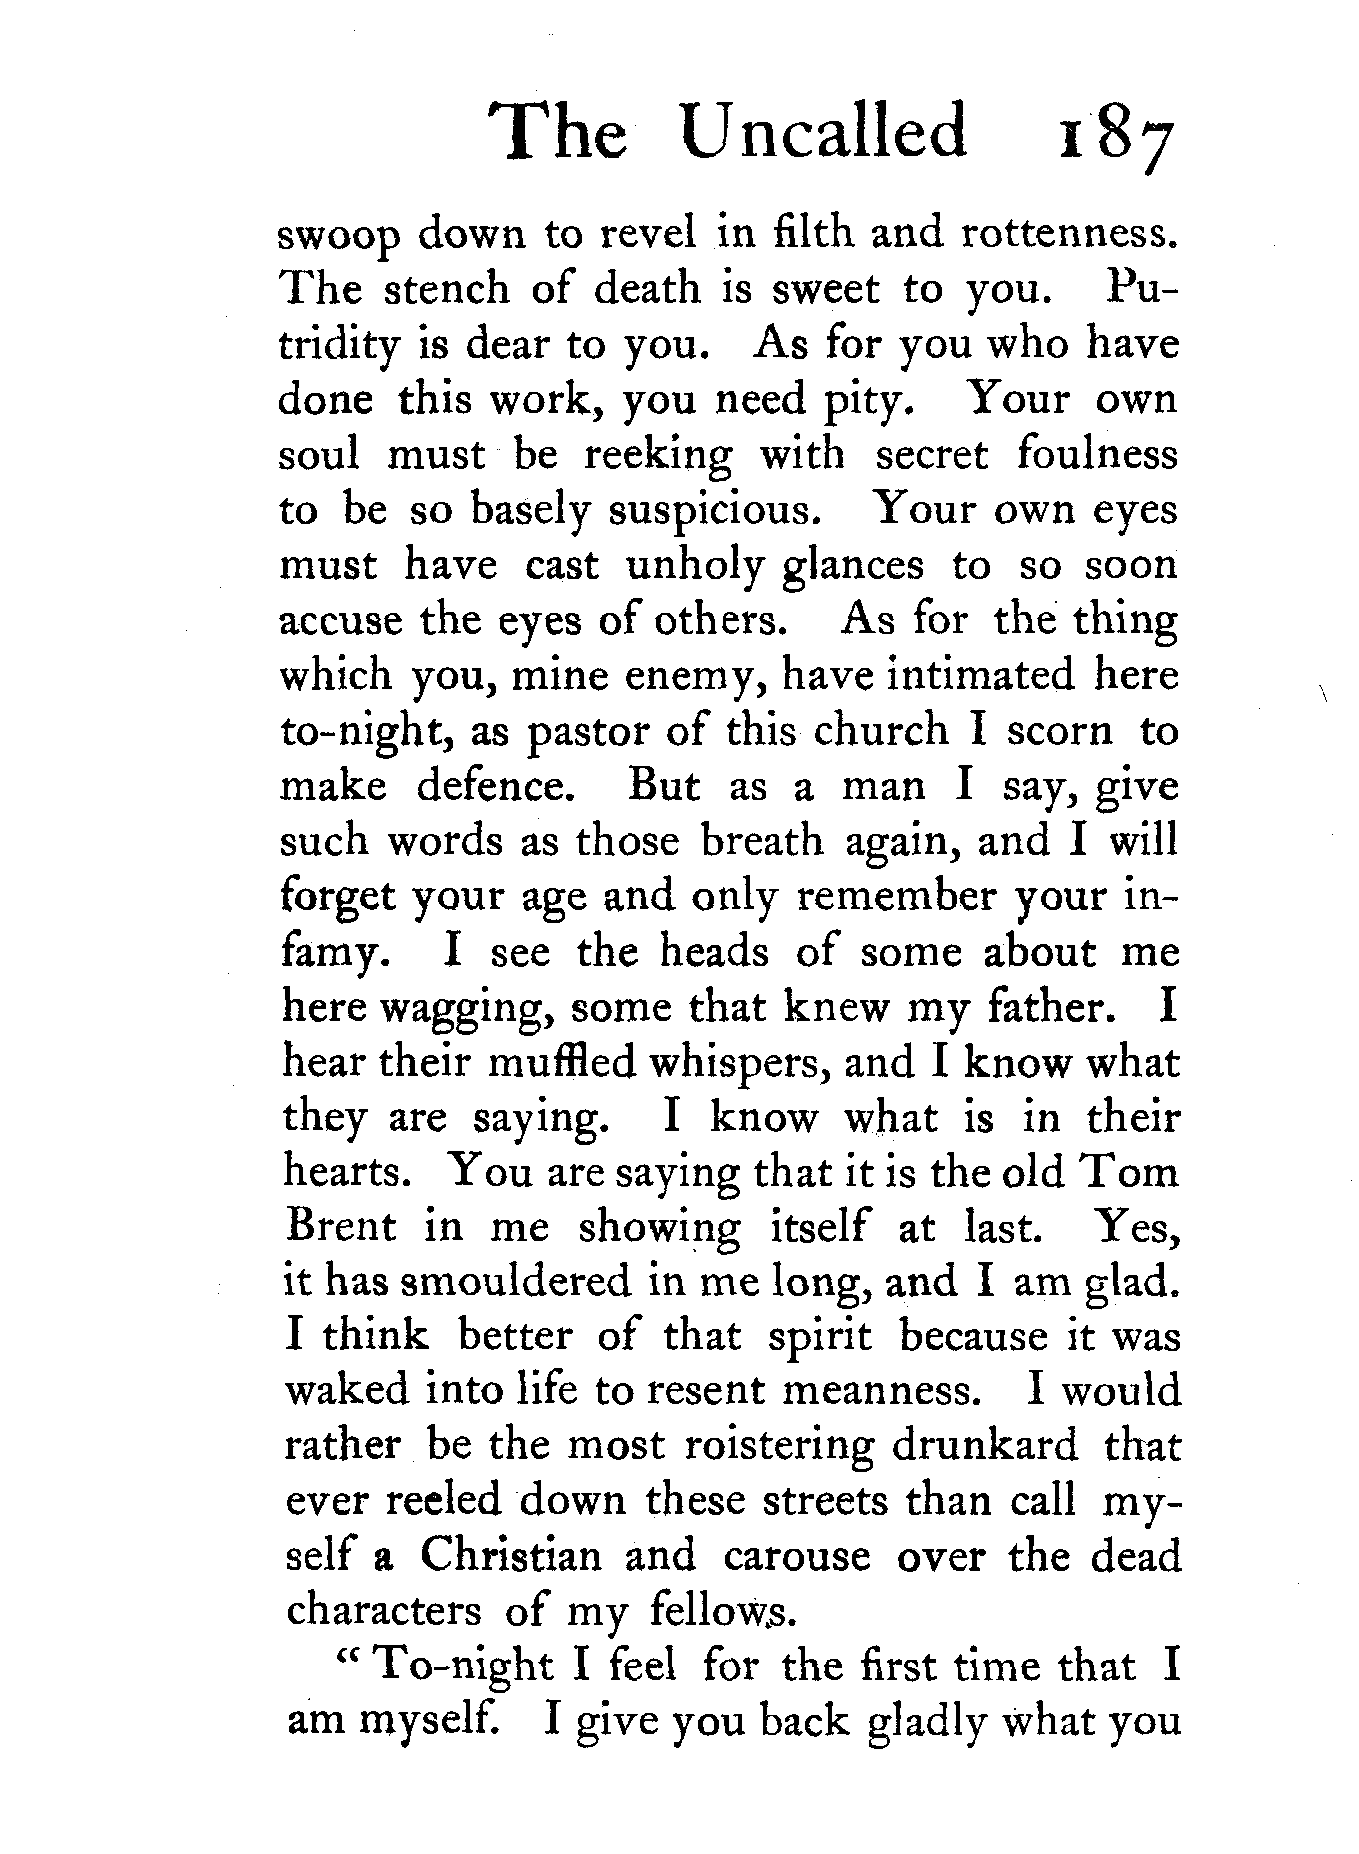 The Uncalled 187
swoop down to revel in filth and rottenness.
The stench of death is sweet to you. Pu-
tridity is dear to you. As for you who have
done this work, you need pity. Your own
soul must be reeking with secret foulness
to be so basely suspicious. Your own eyes
must have cast unholy glances to so soon
accuse the eyes of others. As for the thing
which you, mine enemy, have intimated here
to-night, as pastor of this church I scorn to
make defence. But as a man I say, give
such words as those breath again, and I will
forget your age and only remember your in-
famy. I see the heads of some about me
here wagging, some that knew my father. I
hear their muffled whispers, and I know what
they are saying. I know what is in their
hearts. You are saying that it is the old Tom
Brent in me showing itself at last. Yes,
it has smouldered in me long, and I am glad.
I think better of that spirit because it was
waked into life to resent meanness. I would
rather be the most roistering drunkard that
ever reeled down these streets than call my-
self a Christian and carouse over the dead
characters of my fellows.
“ To-night I feel for the first time that I
am myself. I give you back gladly what you